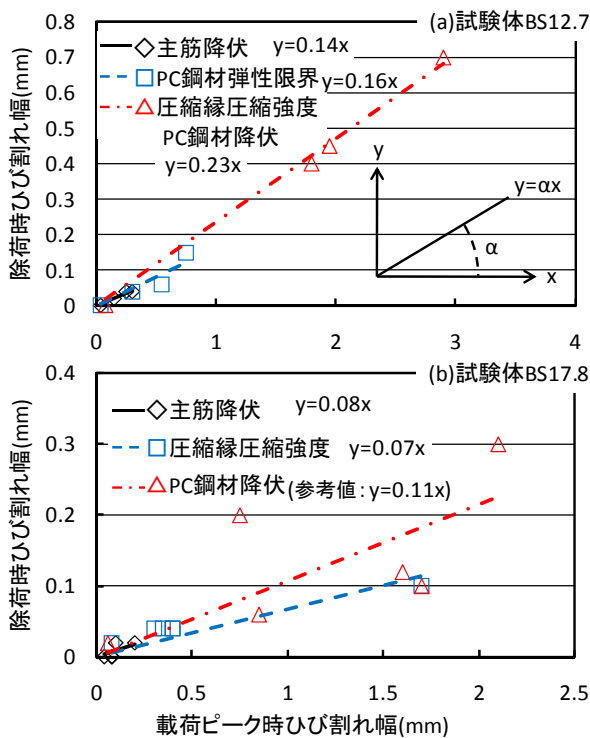 (a)試験体BS12.7
0.8
0.7
0.6
0.5
0.4
0.3
0.2
0.1
0
除荷時ひび割れ幅(mm)
主筋降伏 y=0.14x
PC鋼材弾性限界 y=0.16x
圧縮縁圧縮強度
PC鋼材降伏
y=0.23x
y
y=αx
α
x
0 1 2 3 4
(b)試験体BS17.8
0.4
0.3
0.2
0.1
0
除荷時ひび割れ幅(mm)
主筋降伏 y=0.08x
圧縮縁圧縮強度 y=0.07x
PC鋼材降伏(参考値：y=0.11x)
0 0.5 1 1.5 2 2.5
載荷ピーク時ひび割れ幅(mm)